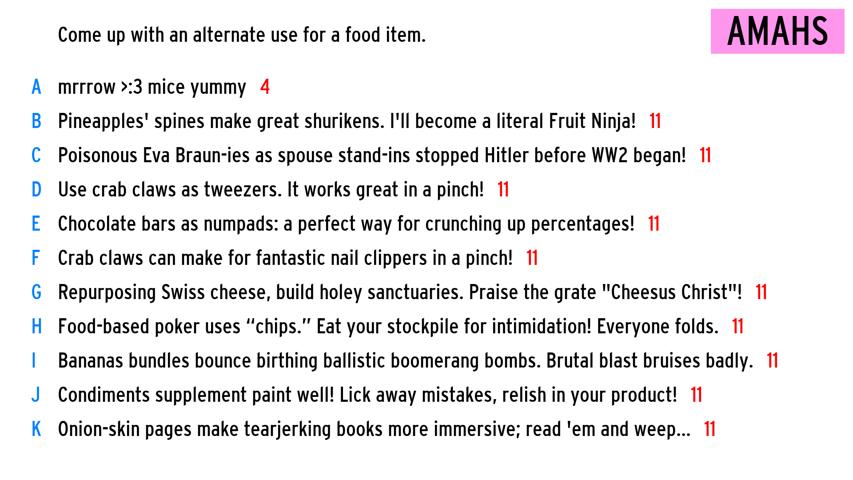 Come up with an alternate use for a food item.
AMAHS
A mrrrow >:3 mice yummy 4
B Pineapples' spines make great shurikens. I'll become a literal Fruit Ninja! 11
C Poisonous Eva Braun-ies as spouse stand-ins stopped Hitler before WW2 began! 11
D Use crab claws as tweezers. It works great in a pinch! 11
E Chocolate bars as numpads: a perfect way for crunching up percentages! 11
F Crab claws can make for fantastic nail clippers in a pinch! 11
G Repurposing Swiss cheese, build holey sanctuaries. Praise the grate "Cheesus Christ"! 11
H Food-based poker uses “chips.” Eat your stockpile for intimidation! Everyone folds. 11
I Bananas bundles bounce birthing ballistic boomerang bombs. Brutal blast bruises badly. 11
J Condiments supplement paint well! Lick away mistakes, relish in your product! 11
K Onion-skin pages make tearjerking books more immersive; read 'em and weep... 11